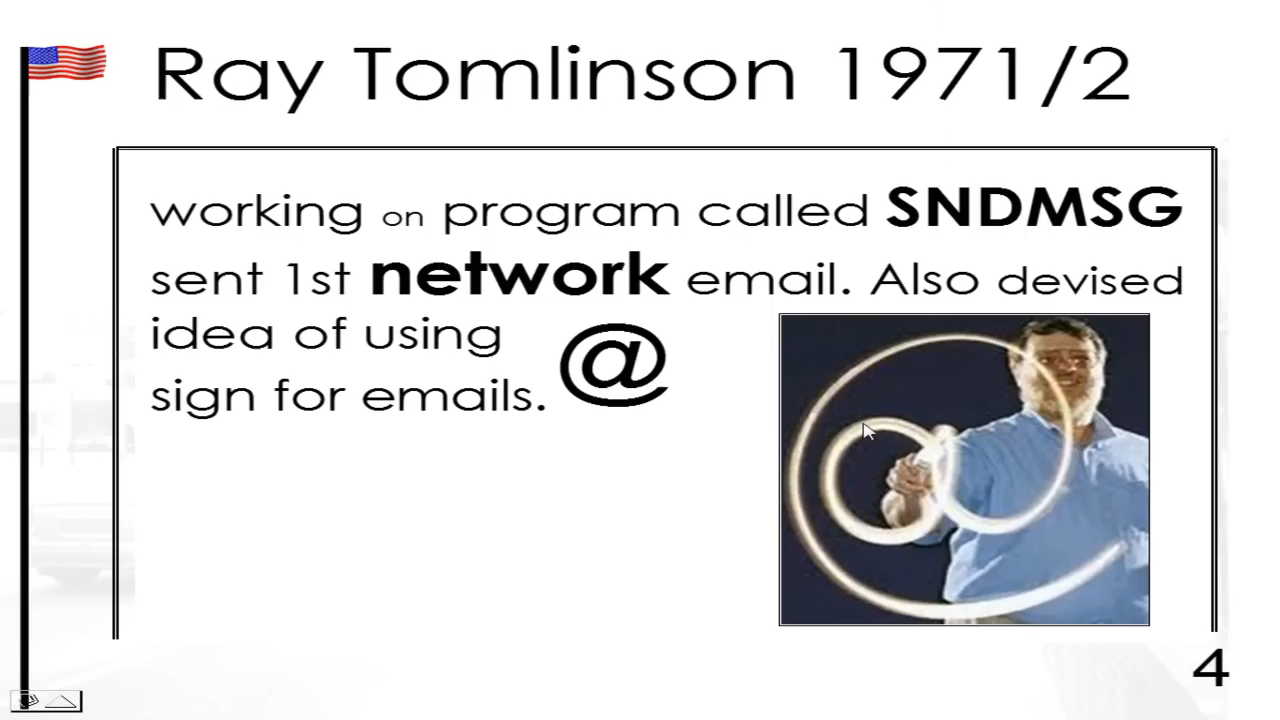 Ray Tomlinson 1971/2
working on program called SNDMSG
sent 1st network email. Also devised
idea of using @
sign for emails.
4